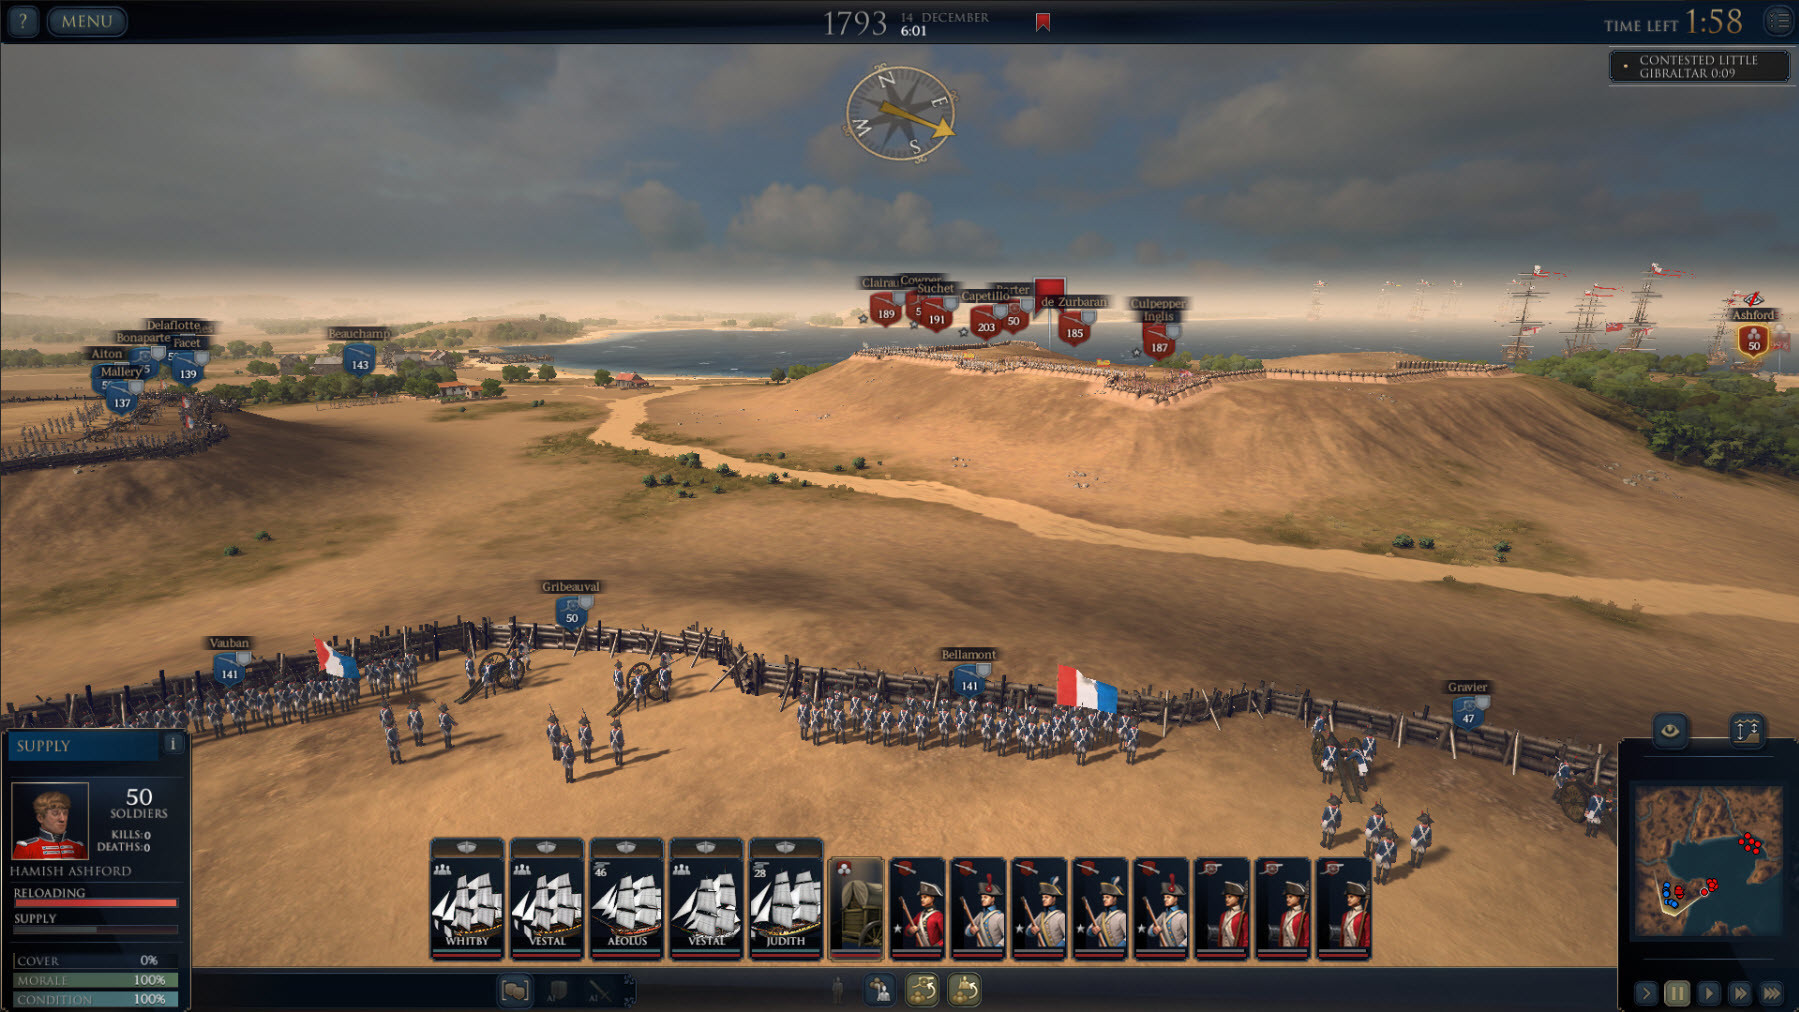 ?
MENU
1793
14 DECEMBER
6:01
TIME LEFT 1:58
CONTESTED LITTLE
GIBRALTAR 0:09
N
E
S
W
Suchet
191
189
Capetillo
203
50
de Zurbaran
185
Culpepper
Inglis
187
Ashford
50
Delaflotte
Bonaparte
Facet
139
Aiton
Mallery
137
Beauchamp
143
Gribeauval
50
Vauban
141
Bellamont
141
Gravier
47
SUPPLY
i
50
SOLDIERS
KILLS:0
DEATHS:0
HAMISH ASHFORD
RELOADING
SUPPLY
COVER 0%
MORALE 100%
CONDITION 100%
WHITBY
VESTAL
46
AEOLUS
VESTAL
28
JUDITH
AI
AI